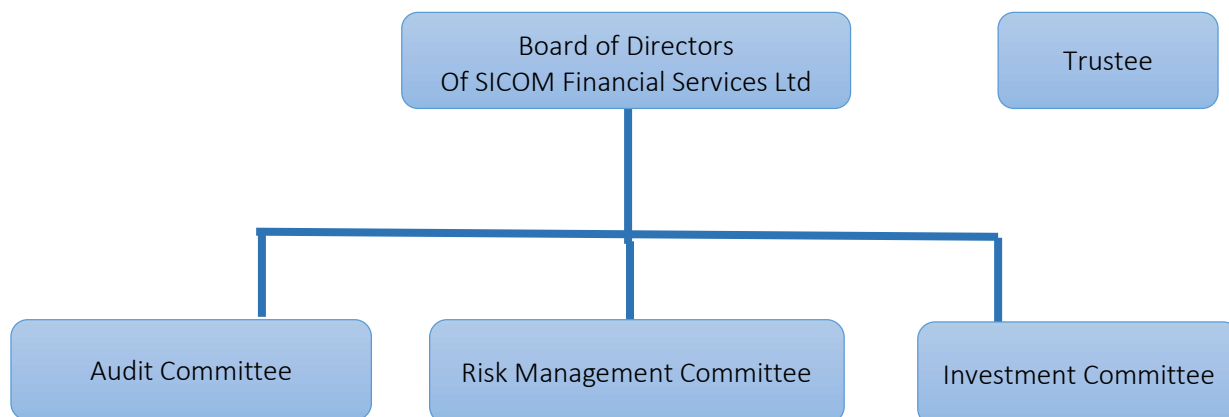 Board of Directors
Of SICOM Financial Services Ltd
Trustee
Audit Committee
Risk Management Committee
Investment Committee